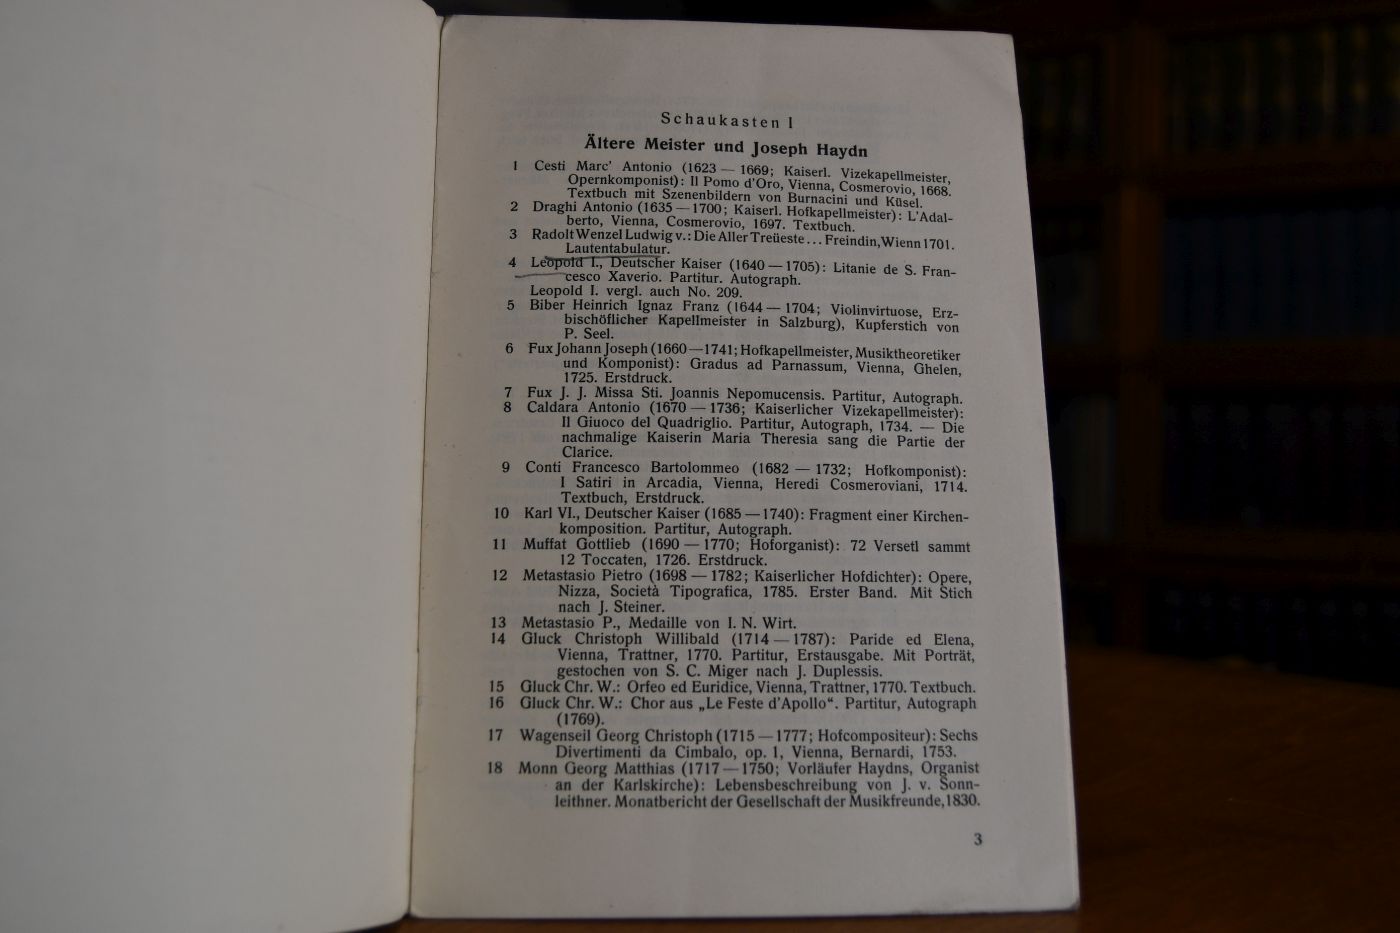 Schaukasten I
Ältere Meister und Joseph Haydn
1 Cesti Marc' Antonio (1623 — 1669; Kaiserl. Vizekapellmeister,
Opernkomponist): Il Pomo d'Oro, Vienna, Cosmerovio, 1668.
Textbuch mit Szenenbildern von Burnacini und Küsel.
2 Draghi Antonio (1635 — 1700; Kaiserl. Hofkapellmeister): L'Adal-
berto, Vienna, Cosmerovio, 1697. Textbuch.
3 Radolt Wenzel Ludwig v.: Die Aller Treüeste... Freindin, Wienn 1701.
Lautentabulatur.
4 Leopold I., Deutscher Kaiser (1640 — 1705): Litanie de S. Fran-
cesco Xaverio. Partitur. Autograph.
Leopold I. vergl. auch No. 209.
5 Biber Heinrich Ignaz Franz (1644 — 1704; Violinvirtuose, Erz-
bischöflicher Kapellmeister in Salzburg), Kupferstich von
P. Seel.
6 Fux Johann Joseph (1660—1741; Hofkapellmeister, Musiktheoretiker
und Komponist): Gradus ad Parnassum, Vienna, Ghelen,
1725. Erstdruck.
7 Fux J. J. Missa Sti. Joannis Nepomucensis. Partitur, Autograph.
8 Caldara Antonio (1670 — 1736; Kaiserlicher Vizekapellmeister):
Il Giuoco del Quadriglio. Partitur, Autograph, 1734. — Die
nachmalige Kaiserin Maria Theresia sang die Partie der
Clarice.
9 Conti Francesco Bartolommeo (1682 — 1732; Hofkomponist):
I Satiri in Arcadia, Vienna, Heredi Cosmeroviani, 1714.
Textbuch, Erstdruck.
10 Karl VI., Deutscher Kaiser (1685 — 1740): Fragment einer Kirchen-
komposition. Partitur, Autograph.
11 Muffat Gottlieb (1690 — 1770; Hoforganist): 72 Versetl sammt
12 Toccaten, 1726. Erstdruck.
12 Metastasio Pietro (1698 — 1782; Kaiserlicher Hofdichter): Opere,
Nizza, Società Tipografica, 1785. Erster Band. Mit Stich
nach J. Steiner.
13 Metastasio P., Medaille von I. N. Wirt.
14 Gluck Christoph Willibald (1714 — 1787): Paride ed Elena,
Vienna, Trattner, 1770. Partitur, Erstausgabe. Mit Porträt,
gestochen von S. C. Miger nach J. Duplessis.
15 Gluck Chr. W.: Orfeo ed Euridice, Vienna, Trattner, 1770. Textbuch.
16 Gluck Chr. W.: Chor aus „Le Feste d'Apollo“. Partitur, Autograph
(1769).
17 Wagenseil Georg Christoph (1715 — 1777; Hofcompositeur): Sechs
Divertimenti da Cimbalo, op. 1, Vienna, Bernardi, 1753.
18 Monn Georg Matthias (1717 — 1750; Vorläufer Haydns, Organist
an der Karlskirche): Lebensbeschreibung von J. v. Sonn-
leithner. Monatbericht der Gesellschaft der Musikfreunde, 1830.
3